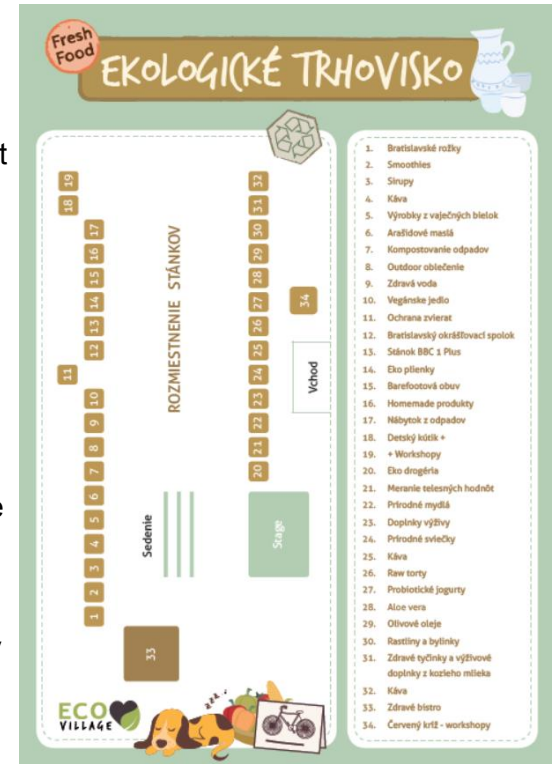 Fresh
Food
EKOLOGICKÉ TRHOVISKO
t
e
19
18
17
16
15
14
13
12
11
10
9
8
7
6
5
4
3
2
1
ROZMIESTNENIE STÁNKOV
32
31
30
29
28
27
26
25
24
23
22
21
20
34
Vchod
Sedenie
Stage
33
ECO
VILLAGE
zzz
1. Bratislavské rožky
2. Smoothies
3. Sirupy
4. Káva
5. Výrobky z vaječných bielok
6. Arašidové maslá
7. Kompostovanie odpadov
8. Outdoor oblečenie
9. Zdravá voda
10. Vegánske jedlo
11. Ochrana zvierat
12. Bratislavský okrášľovací spolok
13. Stánok BBC 1 Plus
14. Eko plienky
15. Barefootová obuv
16. Homemade produkty
17. Nábytok z odpadov
18. Detský kútik +
19. + Workshopy
20. Eko drogéria
21. Meranie telesných hodnôt
22. Prírodné mydlá
23. Doplnky výživy
24. Prírodné sviečky
25. Káva
26. Raw torty
27. Probiotické jogurty
28. Aloe vera
29. Olivové oleje
30. Rastliny a bylinky
31. Zdravé tyčinky a výživové
doplnky z kozieho mlieka
32. Káva
33. Zdravé bistro
34. Červený kríž - workshopy